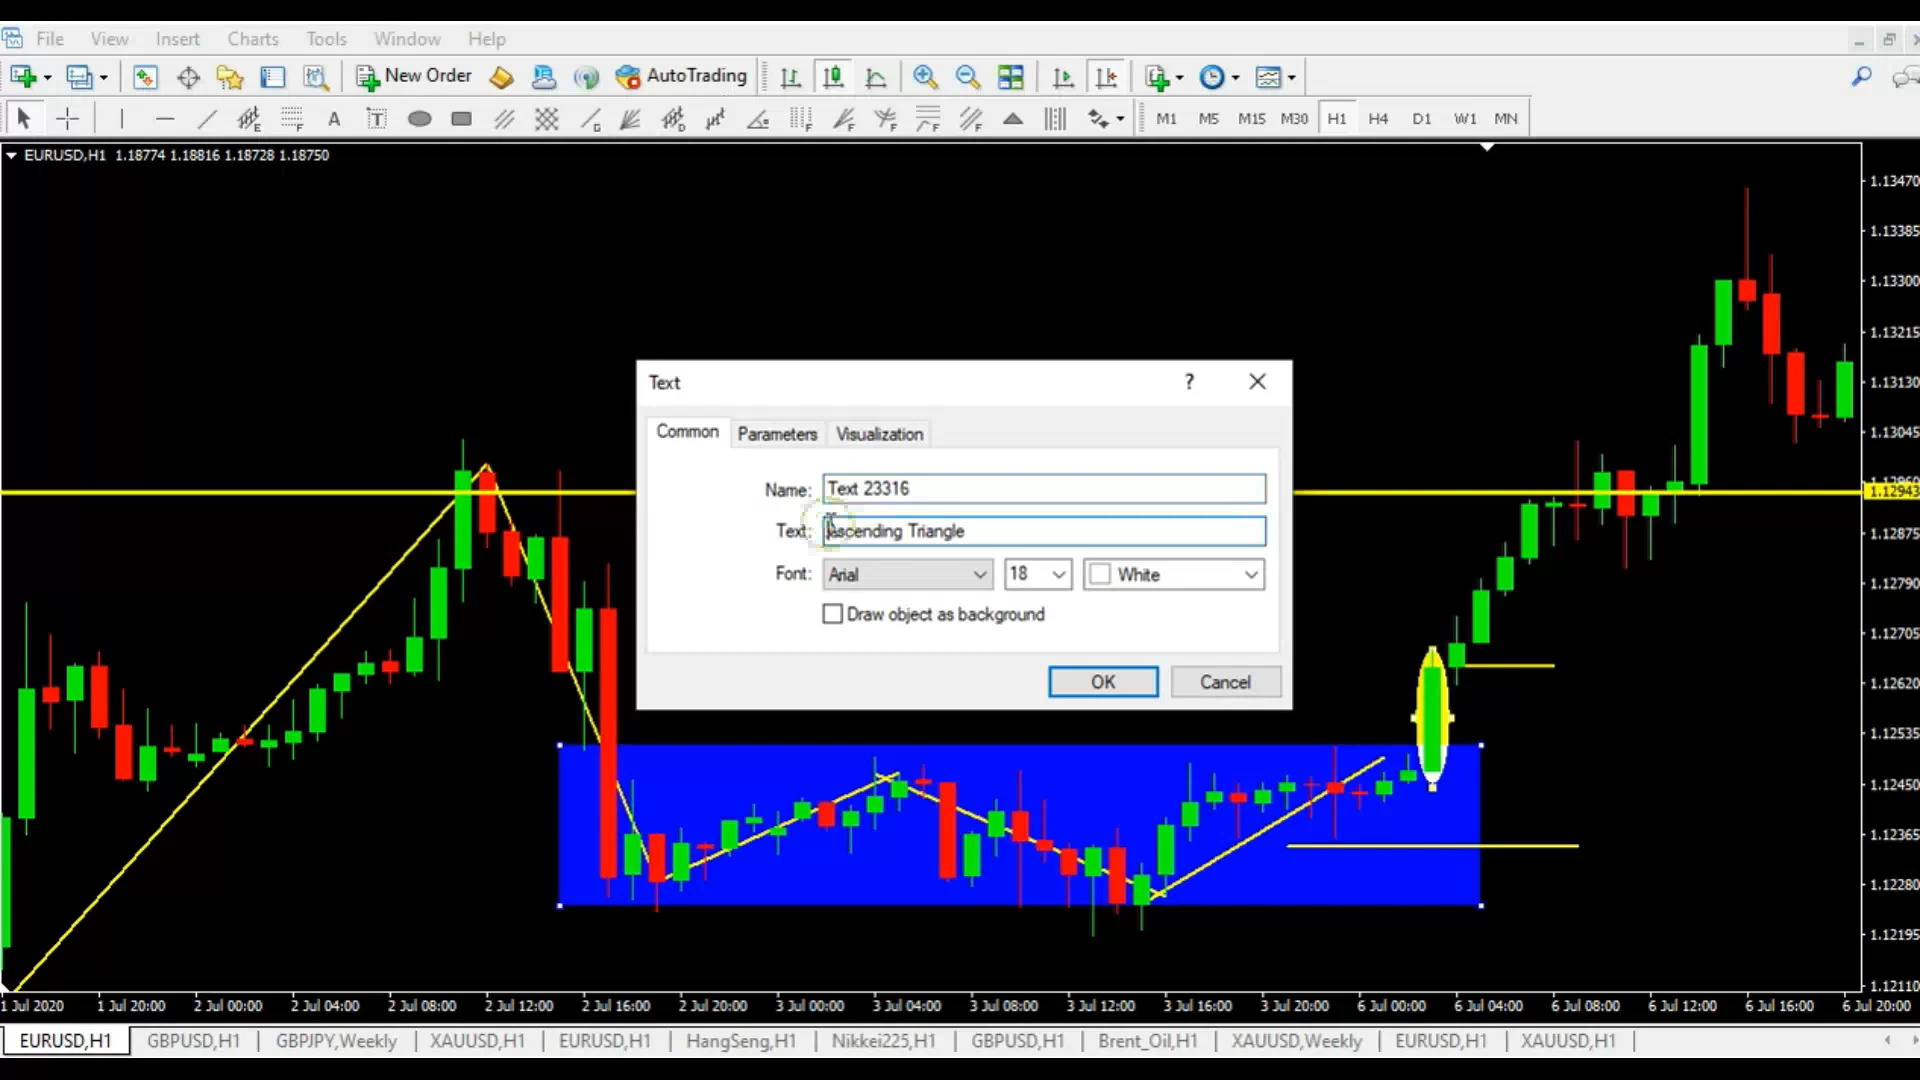 File View Insert Charts Tools Window Help
New Order AutoTrading
A T M1 M5 M15 M30 H1 H4 D1 W1 MN
EURUSD,H1 1.18774 1.18816 1.18728 1.18750
1.13470
1.13385
1.13300
1.13215
1.13130
1.13045
1.12943
1.12875
1.12790
1.12705
1.12620
1.12535
1.12450
1.12365
1.12280
1.12195
1.12110
Text ?
Common Parameters Visualization
Name: Text 23316
Text: Ascending Triangle
Font: Arial 18 White
Draw object as background
OK Cancel
1 Jul 2020 1 Jul 20:00 2 Jul 00:00 2 Jul 04:00 2 Jul 08:00 2 Jul 12:00 2 Jul 16:00 2 Jul 20:00 3 Jul 00:00 3 Jul 04:00 3 Jul 08:00 3 Jul 12:00 3 Jul 16:00 3 Jul 20:00 6 Jul 00:00 6 Jul 04:00 6 Jul 08:00 6 Jul 12:00 6 Jul 16:00 6 Jul 20:00
EURUSD,H1 GBPUSD,H1 GBPJPY,Weekly XAUUSD,H1 EURUSD,H1 HangSeng,H1 Nikkei225,H1 GBPUSD,H1 Brent_Oil,H1 XAUUSD,Weekly EURUSD,H1 XAUUSD,H1